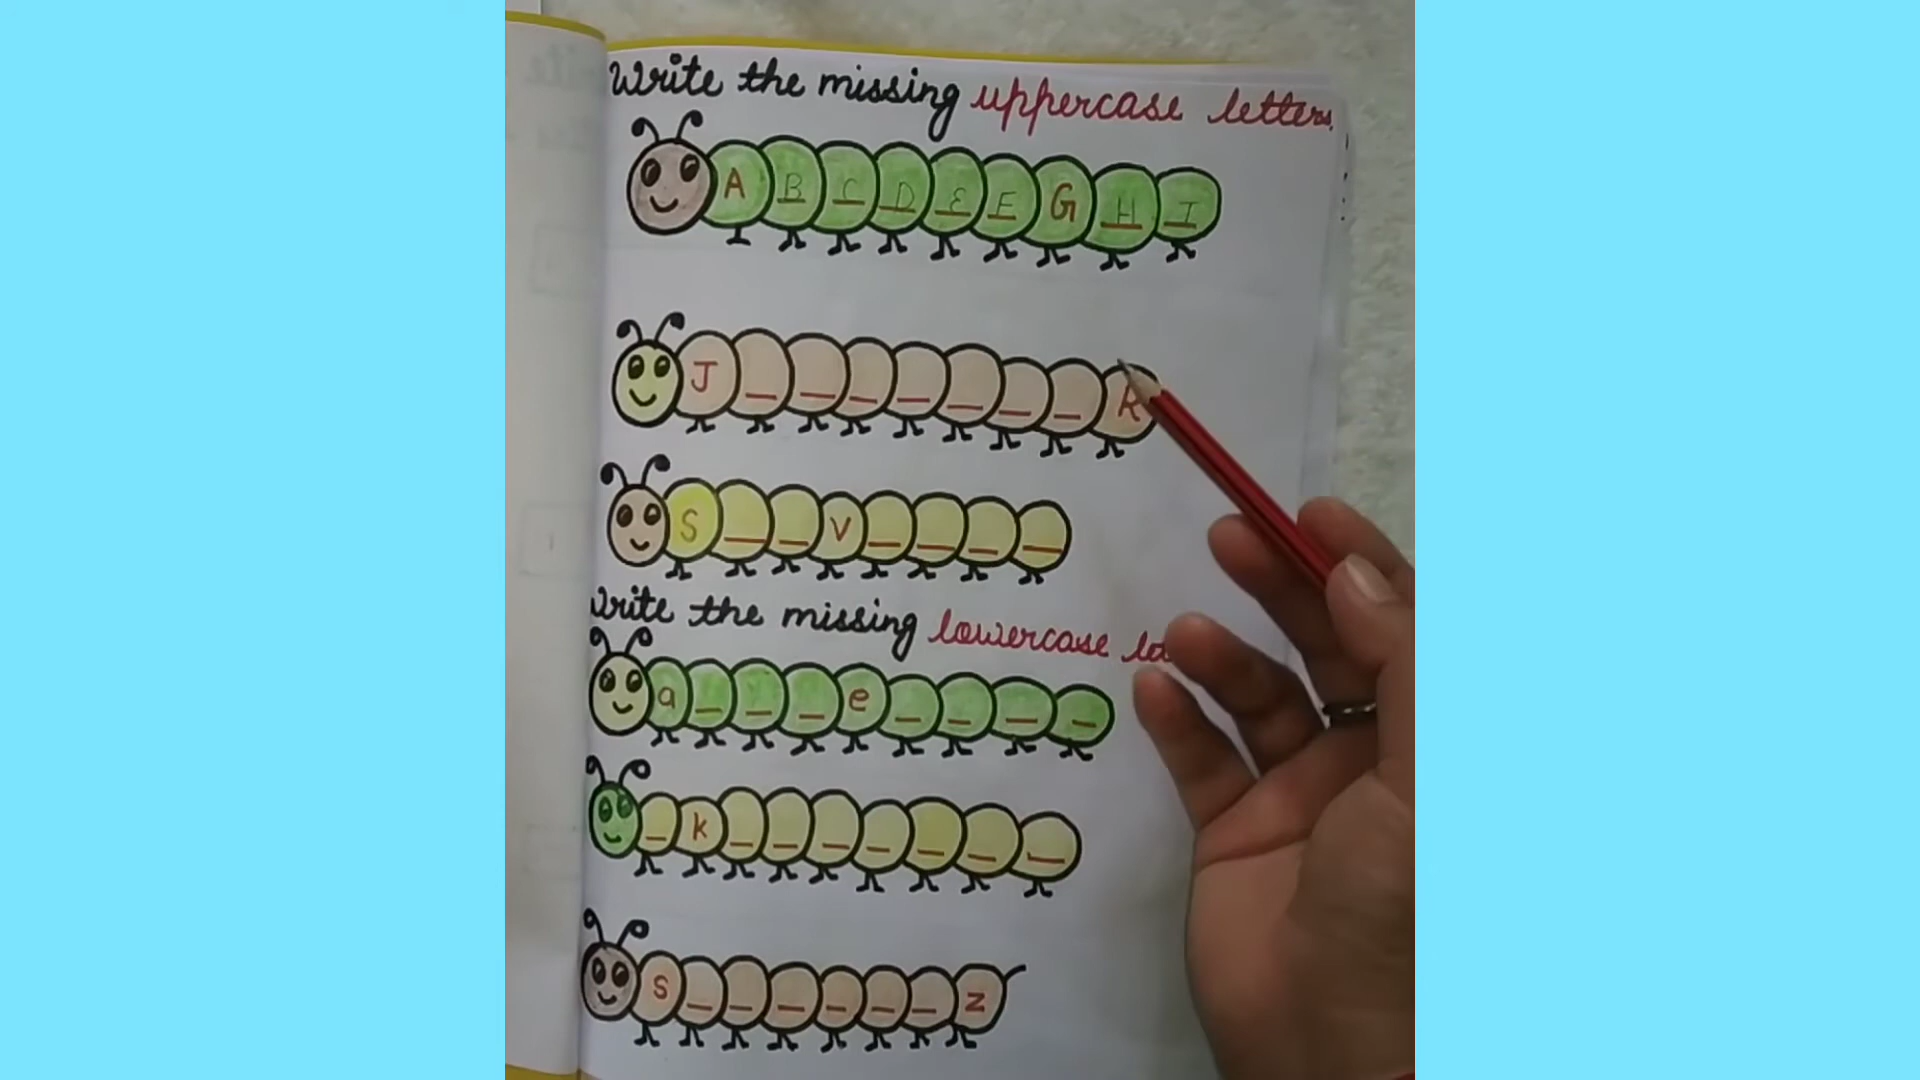 Write the missing uppercase letters.
A B C D E F G H I
J _ _ _ _ _ _ _ R
S _ _ V _ _ _ _
Write the missing lowercase
a _ _ _ e _ _ _ _
_ k _ _ _ _ _ _ _
s _ _ _ _ _ _ z